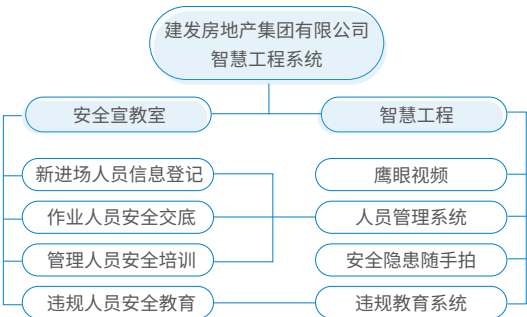 建发房地产集团有限公司
智慧工程系统
安全宣教室
智慧工程
新进场人员信息登记
鹰眼视频
作业人员安全交底
人员管理系统
管理人员安全培训
安全隐患随手拍
违规人员安全教育
违规教育系统